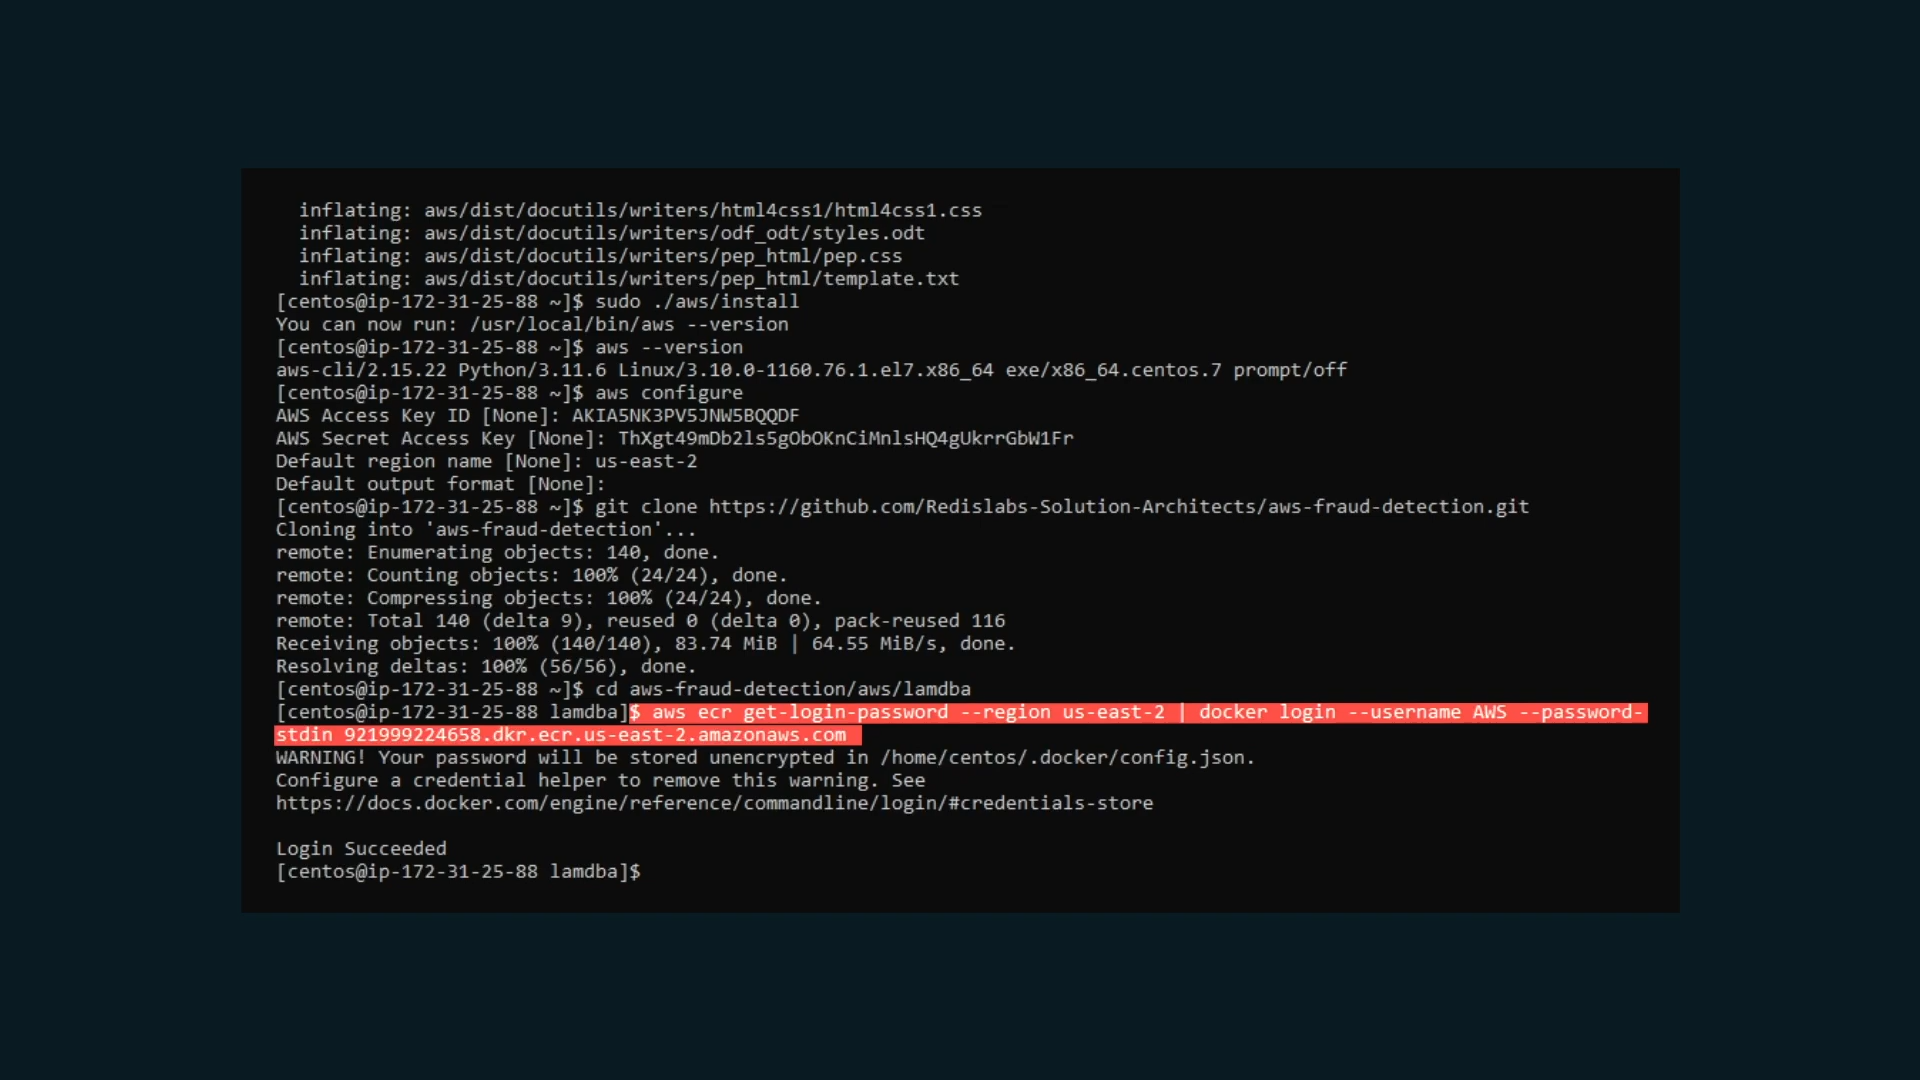 inflating: aws/dist/docutils/writers/html4css1/html4css1.css
inflating: aws/dist/docutils/writers/odf_odt/styles.odt
inflating: aws/dist/docutils/writers/pep_html/pep.css
inflating: aws/dist/docutils/writers/pep_html/template.txt
[centos@ip-172-31-25-88 ~]$ sudo ./aws/install
You can now run: /usr/local/bin/aws --version
[centos@ip-172-31-25-88 ~]$ aws --version
aws-cli/2.15.22 Python/3.11.6 Linux/3.10.0-1160.76.1.el7.x86_64 exe/x86_64.centos.7 prompt/off
[centos@ip-172-31-25-88 ~]$ aws configure
AWS Access Key ID [None]: AKIA5NK3PV5JNW5BQQDF
AWS Secret Access Key [None]: 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
Default region name [None]: us-east-2
Default output format [None]:
[centos@ip-172-31-25-88 ~]$ git clone https://github.com/Redislabs-Solution-Architects/aws-fraud-detection.git
Cloning into 'aws-fraud-detection'...
remote: Enumerating objects: 140, done.
remote: Counting objects: 100% (24/24), done.
remote: Compressing objects: 100% (24/24), done.
remote: Total 140 (delta 9), reused 0 (delta 0), pack-reused 116
Receiving objects: 100% (140/140), 83.74 MiB | 64.55 MiB/s, done.
Resolving deltas: 100% (56/56), done.
[centos@ip-172-31-25-88 ~]$ cd aws-fraud-detection/aws/lamdba
[centos@ip-172-31-25-88 lamdba]$ aws ecr get-login-password --region us-east-2 | docker login --username AWS --password-
stdin 921999224658.dkr.ecr.us-east-2.amazonaws.com
WARNING! Your password will be stored unencrypted in /home/centos/.docker/config.json.
Configure a credential helper to remove this warning. See
https://docs.docker.com/engine/reference/commandline/login/#credentials-store
Login Succeeded
[centos@ip-172-31-25-88 lamdba]$